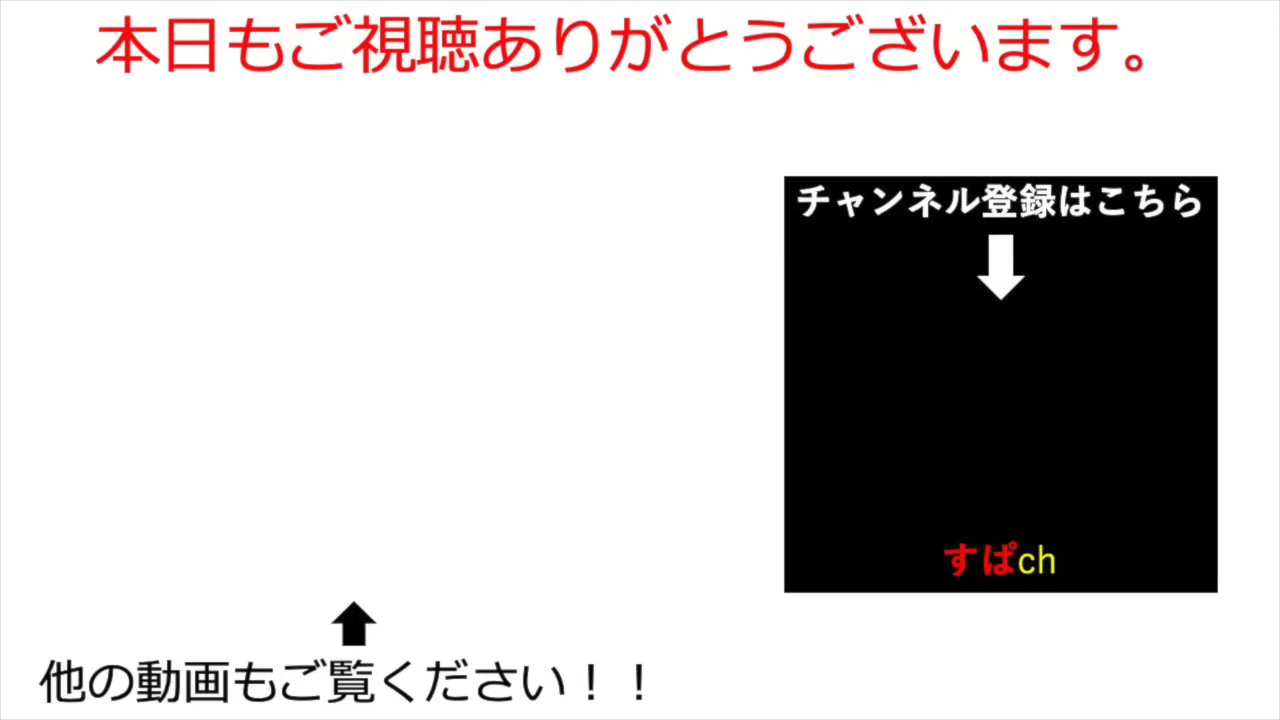 本日もご視聴ありがとうございます。
チャンネル登録はこちら
すぱch
他の動画もご覧ください！！